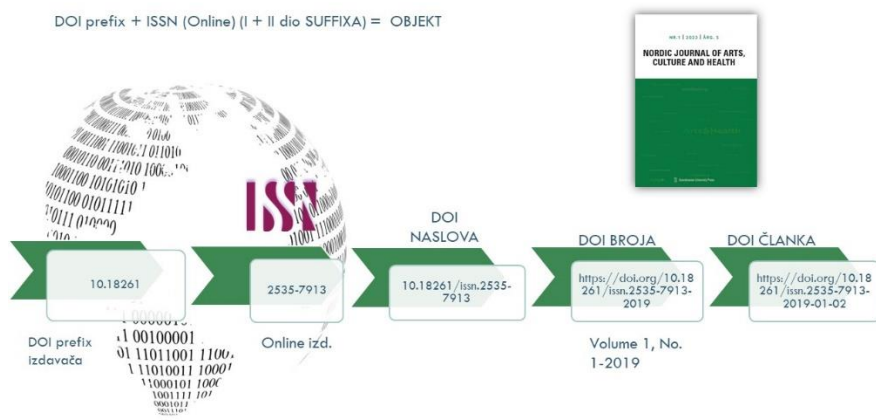 DOI prefix + ISSN (Online) (I + II dio SUFFIXA) = OBJEKT
NORDIC JOURNAL OF ARTS,
CULTURE AND HEALTH
ISSN
DOI
NASLOVA
DOI BROJA
DOI ČLANKA
10.18261
2535-7913
10.18261/issn.2535-
7913
https://doi.org/10.18
261/issn.2535-7913-
2019
https://doi.org/10.18
261/issn.2535-7913-
2019-01-02
DOI prefix
izdavača
Online izd.
Volume 1, No.
1-2019